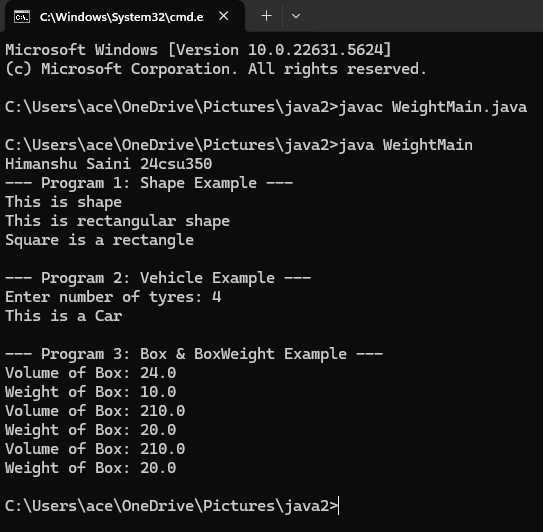 C:\Windows\System32\cmd.e
Microsoft Windows [Version 10.0.22631.5624]
(c) Microsoft Corporation. All rights reserved.
C:\Users\ace\OneDrive\Pictures\java2>javac WeightMain.java
C:\Users\ace\OneDrive\Pictures\java2>java WeightMain
Himanshu Saini 24csu350
--- Program 1: Shape Example ---
This is shape
This is rectangular shape
Square is a rectangle
--- Program 2: Vehicle Example ---
Enter number of tyres: 4
This is a Car
--- Program 3: Box & BoxWeight Example ---
Volume of Box: 24.0
Weight of Box: 10.0
Volume of Box: 210.0
Weight of Box: 20.0
Volume of Box: 210.0
Weight of Box: 20.0
C:\Users\ace\OneDrive\Pictures\java2>